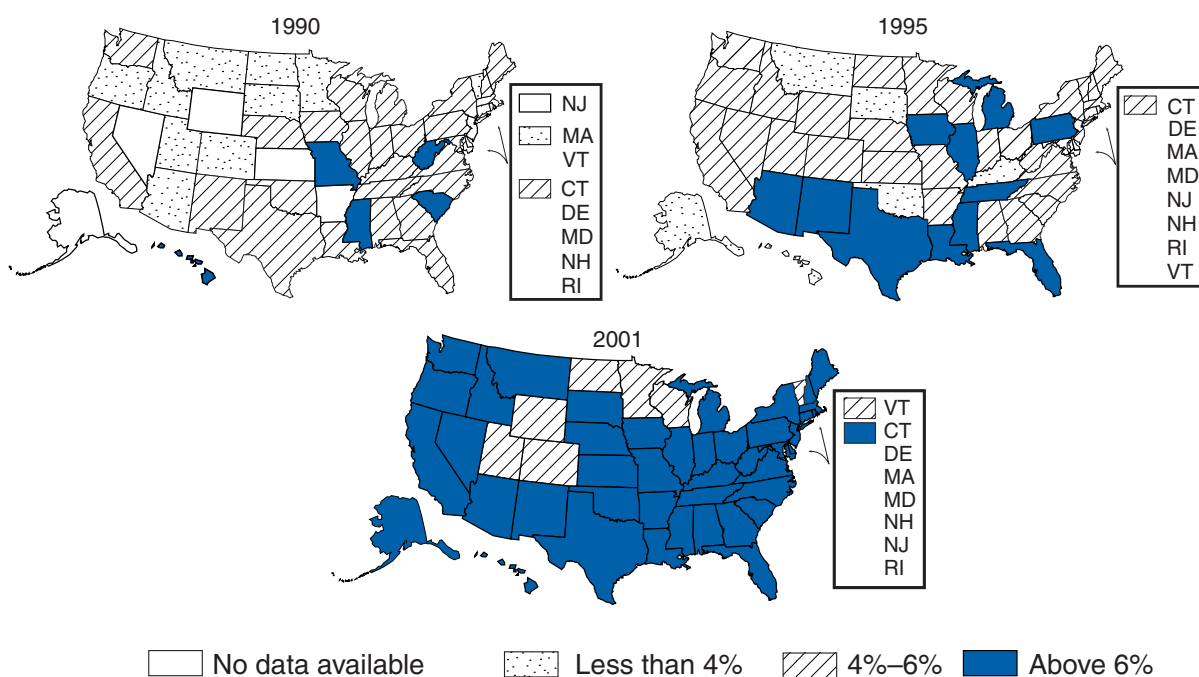 1990
NJ
MA
VT
CT
DE
MD
NH
RI
1995
CT
DE
MA
MD
NJ
NH
RI
VT
2001
VT
CT
DE
MA
MD
NH
NJ
RI
No data available
Less than 4%
4%–6%
Above 6%